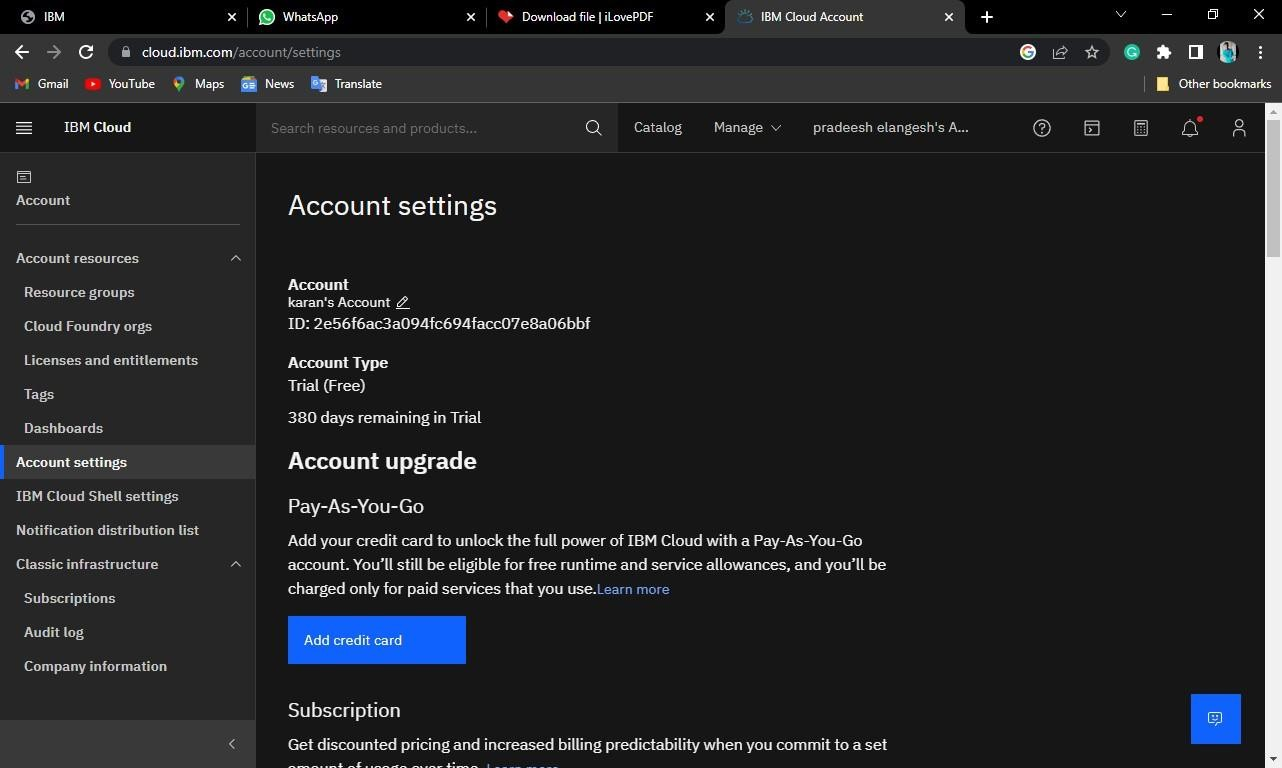 IBM
WhatsApp
Download file | iLovePDF
IBM Cloud Account
cloud.ibm.com/account/settings
Gmail
YouTube
Maps
News
Translate
Other bookmarks
IBM Cloud
Search resources and products...
Catalog
Manage
pradeesh elangesh's A...
Account
Account resources
Resource groups
Cloud Foundry orgs
Licenses and entitlements
Tags
Dashboards
Account settings
IBM Cloud Shell settings
Notification distribution list
Classic infrastructure
Subscriptions
Audit log
Company information
Account settings
Account
karan's Account
ID: 2e56f6ac3a094fc694facc07e8a06bbf
Account Type
Trial (Free)
380 days remaining in Trial
Account upgrade
Pay-As-You-Go
Add your credit card to unlock the full power of IBM Cloud with a Pay-As-You-Go
account. You’ll still be eligible for free runtime and service allowances, and you’ll be
charged only for paid services that you use.Learn more
Add credit card
Subscription
Get discounted pricing and increased billing predictability when you commit to a set
amount of usage over time. Learn more